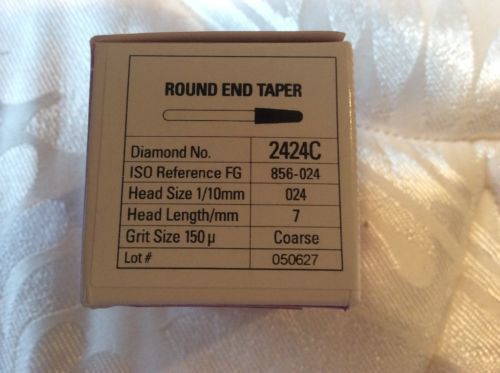 ROUND END TAPER
Diamond No. 2424C
ISO Reference FG 856-024
Head Size 1/10mm 024
Head Length/mm 7
Grit Size 150 µ Coarse
Lot # 050627